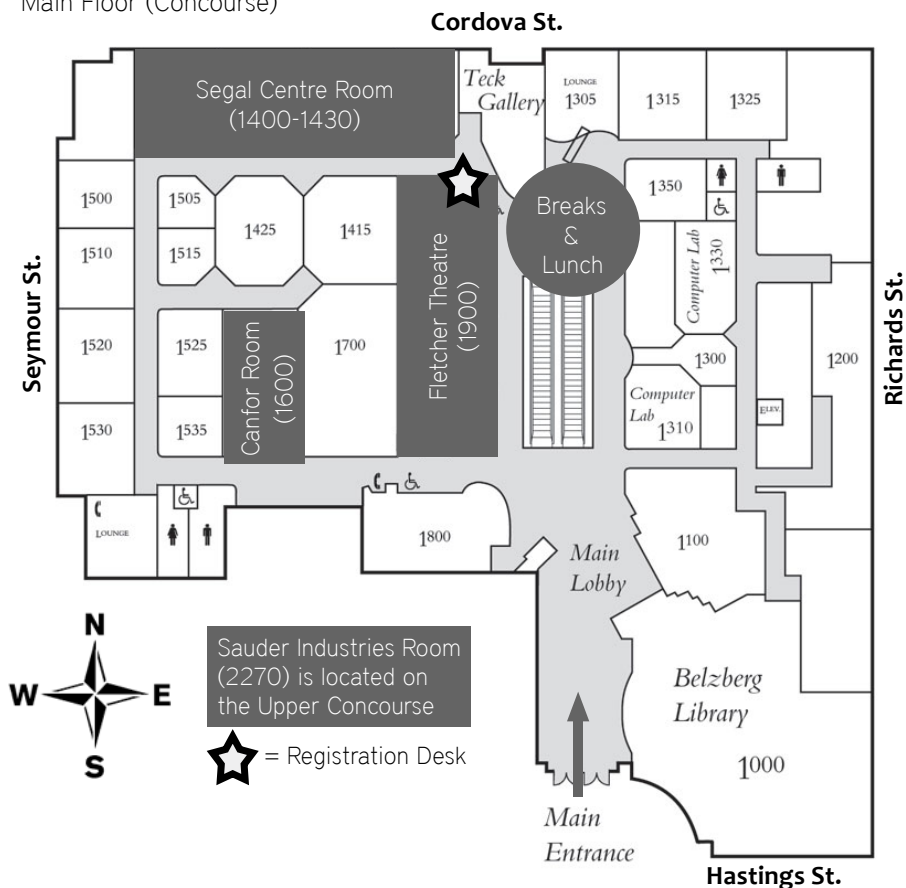 Main Floor (Concourse)
Cordova St.
Segal Centre Room
(1400-1430)
Teck
Gallery
LOUNGE
1305
1315
1325
1500
1505
1425
1415
1350
Breaks
&
Lunch
1510
1515
Fletcher Theatre
(1900)
Computer Lab
1330
Seymour St.
Richards St.
1520
1525
Canfor Room
(1600)
1700
1300
1200
Computer
Lab
1310
ELEV.
1530
1535
LOUNGE
1800
Main
Lobby
1100
N
W
E
S
Sauder Industries Room
(2270) is located on
the Upper Concourse
= Registration Desk
Belzberg
Library
1000
Main
Entrance
Hastings St.